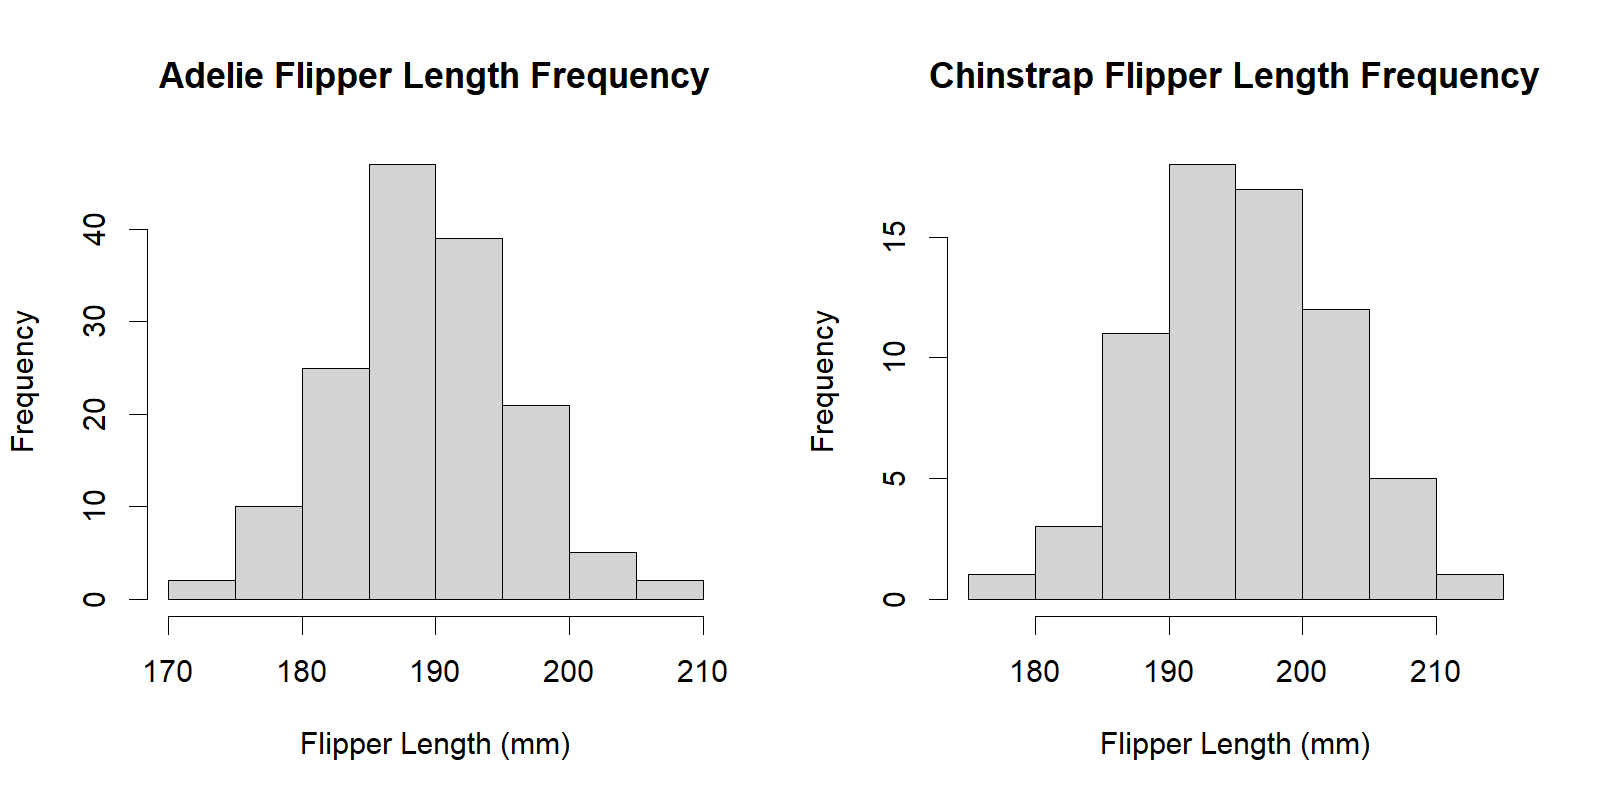 Adelie Flipper Length Frequency
Frequency
40
30
20
10
0
170 180 190 200 210
Flipper Length (mm)
Chinstrap Flipper Length Frequency
Frequency
15
10
5
0
180 190 200 210
Flipper Length (mm)